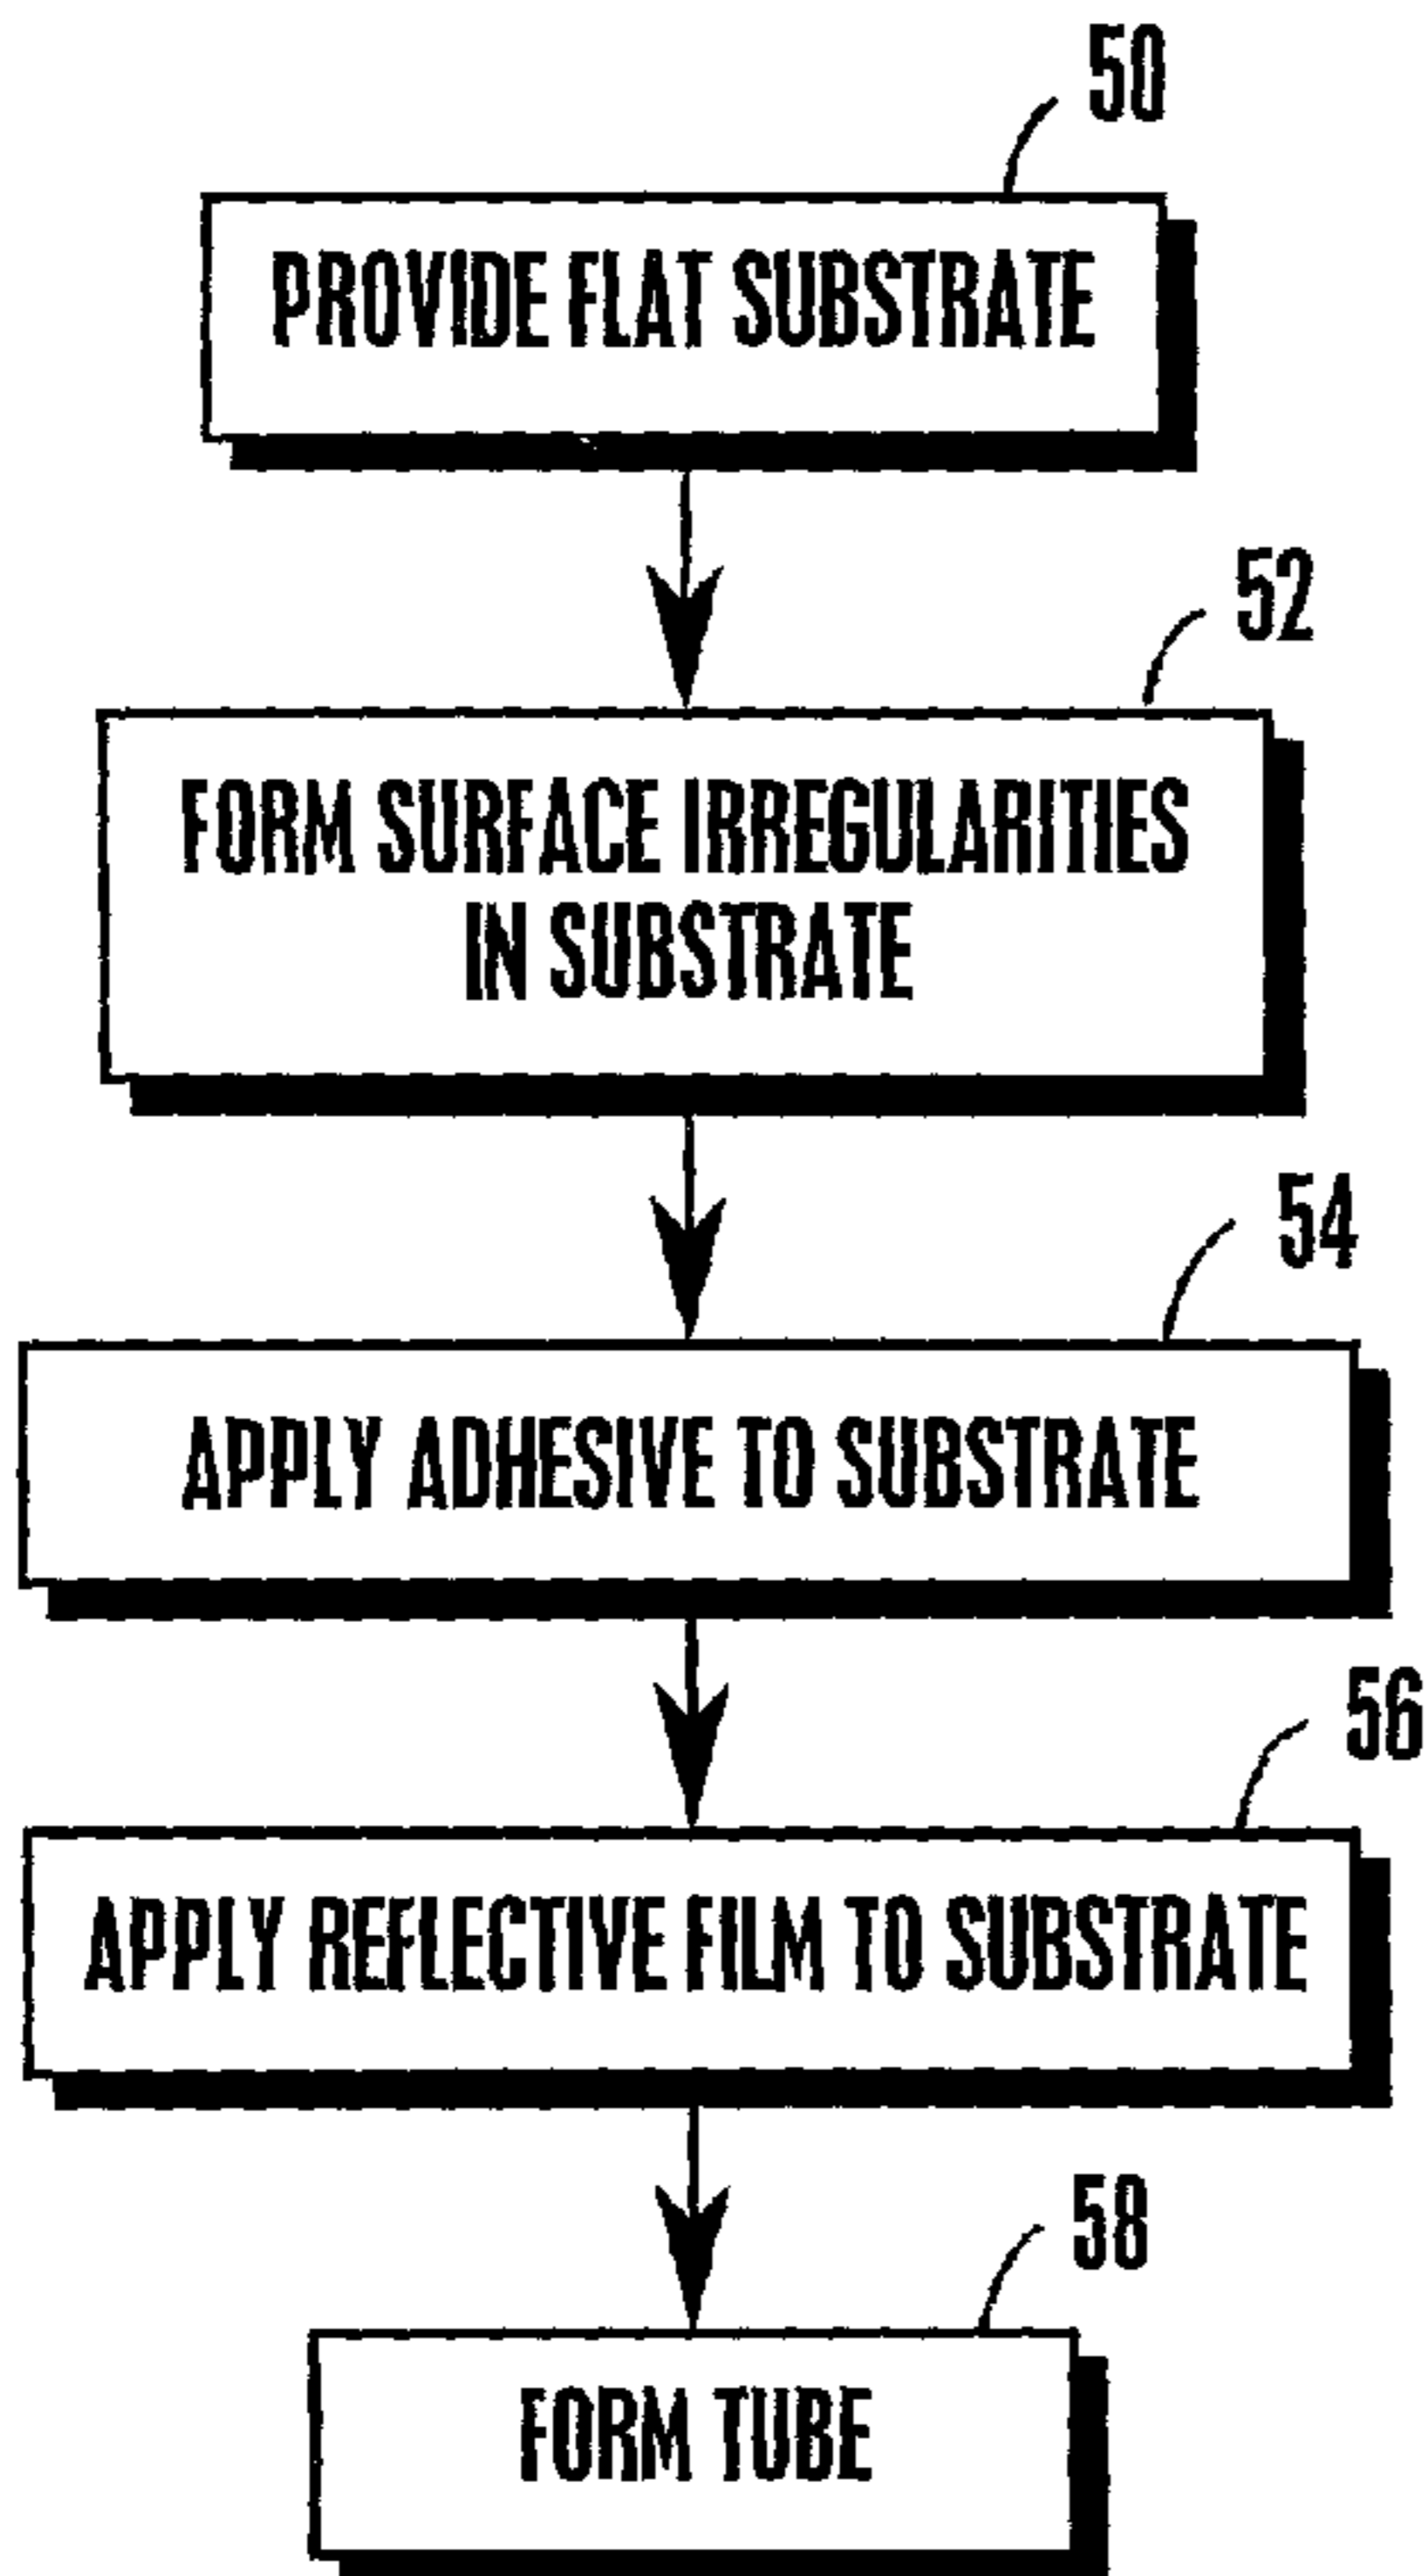 50
PROVIDE FLAT SUBSTRATE
52
FORM SURFACE IRREGULARITIES
IN SUBSTRATE
54
APPLY ADHESIVE TO SUBSTRATE
56
APPLY REFLECTIVE FILM TO SUBSTRATE
58
FORM TUBE